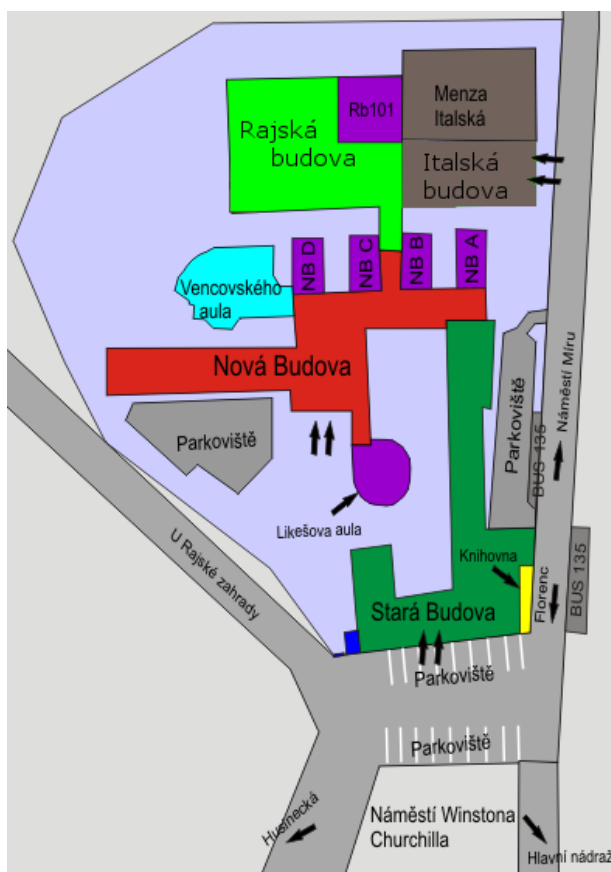 Rb101
Menza
Italská
Rajská
budova
Italská
budova
NB D
NB C
NB B
NB A
Vencovského
aula
Nová Budova
Náměstí Míru
Parkoviště
Parkoviště
BUS 135
Likešova aula
U Rajské zahrady
Knihovna
Florenc
BUS 135
Stará Budova
Parkoviště
Parkoviště
Husinecká
Náměstí Winstona
Churchilla
Hlavní nádraž